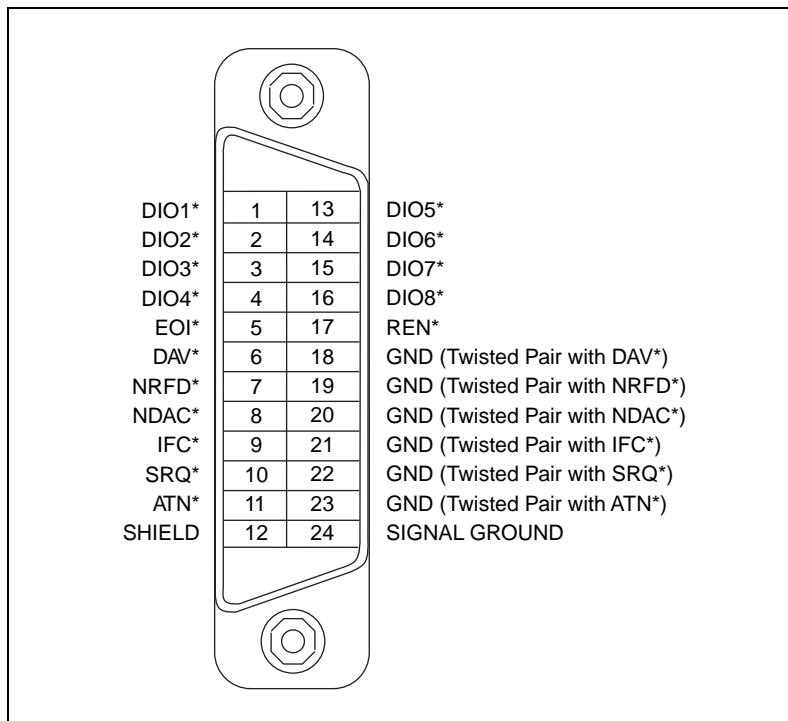 DIO1* 1 13 DIO5*
DIO2* 2 14 DIO6*
DIO3* 3 15 DIO7*
DIO4* 4 16 DIO8*
EOI* 5 17 REN*
DAV* 6 18 GND (Twisted Pair with DAV*)
NRFD* 7 19 GND (Twisted Pair with NRFD*)
NDAC* 8 20 GND (Twisted Pair with NDAC*)
IFC* 9 21 GND (Twisted Pair with IFC*)
SRQ* 10 22 GND (Twisted Pair with SRQ*)
ATN* 11 23 GND (Twisted Pair with ATN*)
SHIELD 12 24 SIGNAL GROUND